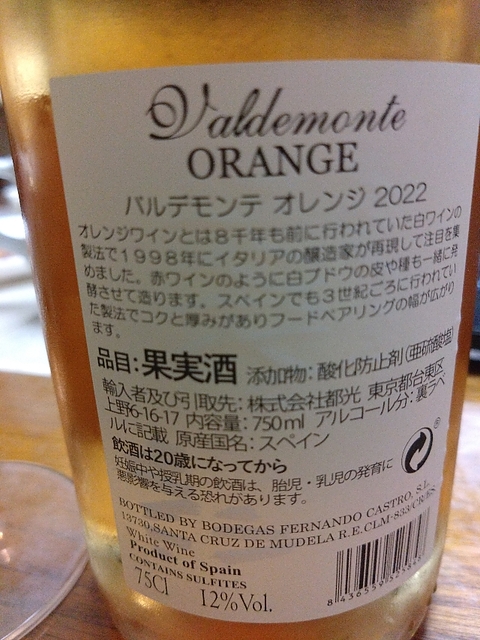 Valdemonte
ORANGE
バルデモンテ オレンジ 2022
オレンジワインとは8千年も前に行われていた白ワインの
製法で1998年にイタリアの醸造家が再現して注目を集
めました。赤ワインのように白ブドウの皮や種も一緒に発
酵させて造ります。スペインでも3世紀ごろに行われてい
た製法でコクと厚みがありフードペアリングの幅が広がり
ます。
品目:果実酒 添加物:酸化防止剤(亜硫酸塩)
輸入者及び引取先:株式会社都光 東京都台東区
上野6-16-17 内容量:750ml アルコール分:裏ラベ
ルに記載 原産国名:スペイン
飲酒は20歳になってから
妊娠中や授乳期の飲酒は、胎児・乳児の発育に
悪影響を与える恐れがあります。
BOTTLED BY BODEGAS FERNANDO CASTRO, S.L.
13730,SANTA CRUZ DE MUDELA R.E.CLM-833/CR
White Wine
Product of Spain
CONTAINS SULFITES
75Cl 12%Vol.